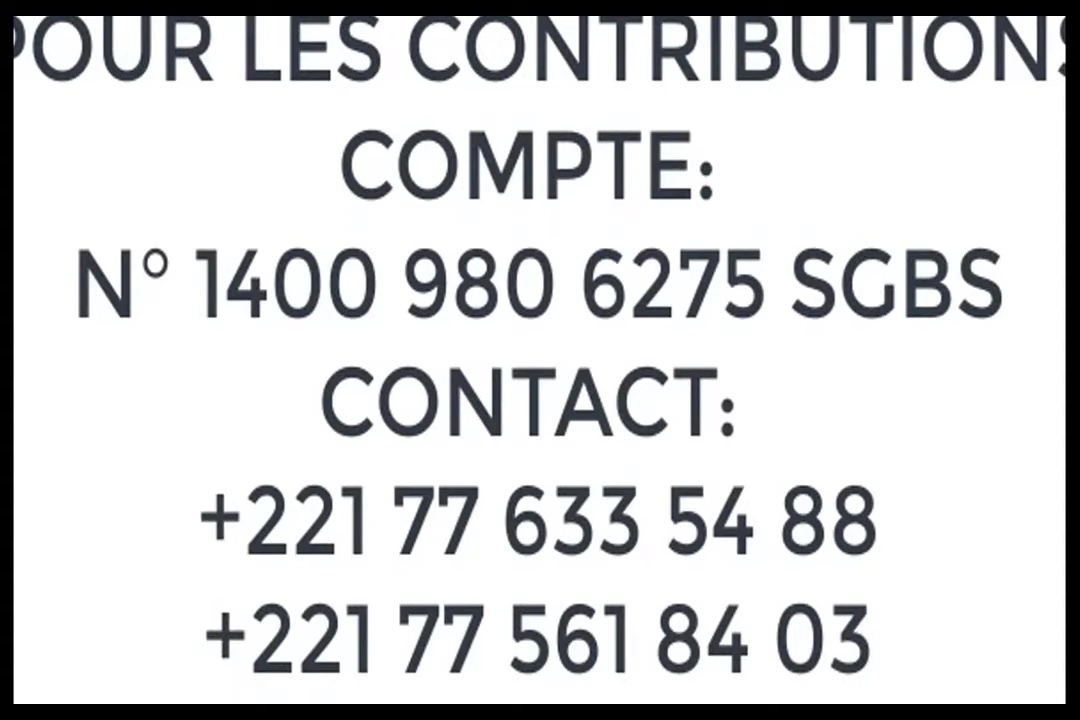 POUR LES CONTRIBUTIONS
COMPTE:
N° 1400 980 6275 SGBS
CONTACT:
+221 77 633 54 88
+221 77 561 84 03